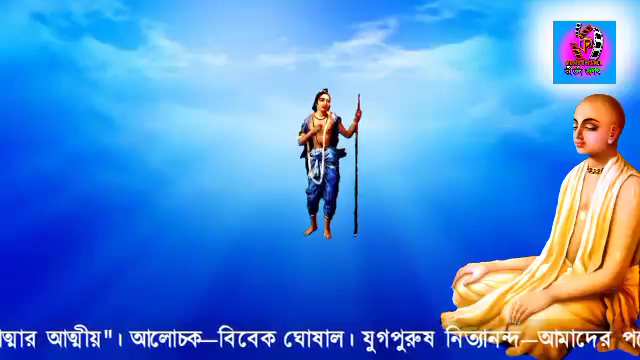 ত্মার আত্মীয়"। আলোচক–বিবেক ঘোষাল। যুগপুরুষ নিত্যানন্দ–আমাদের